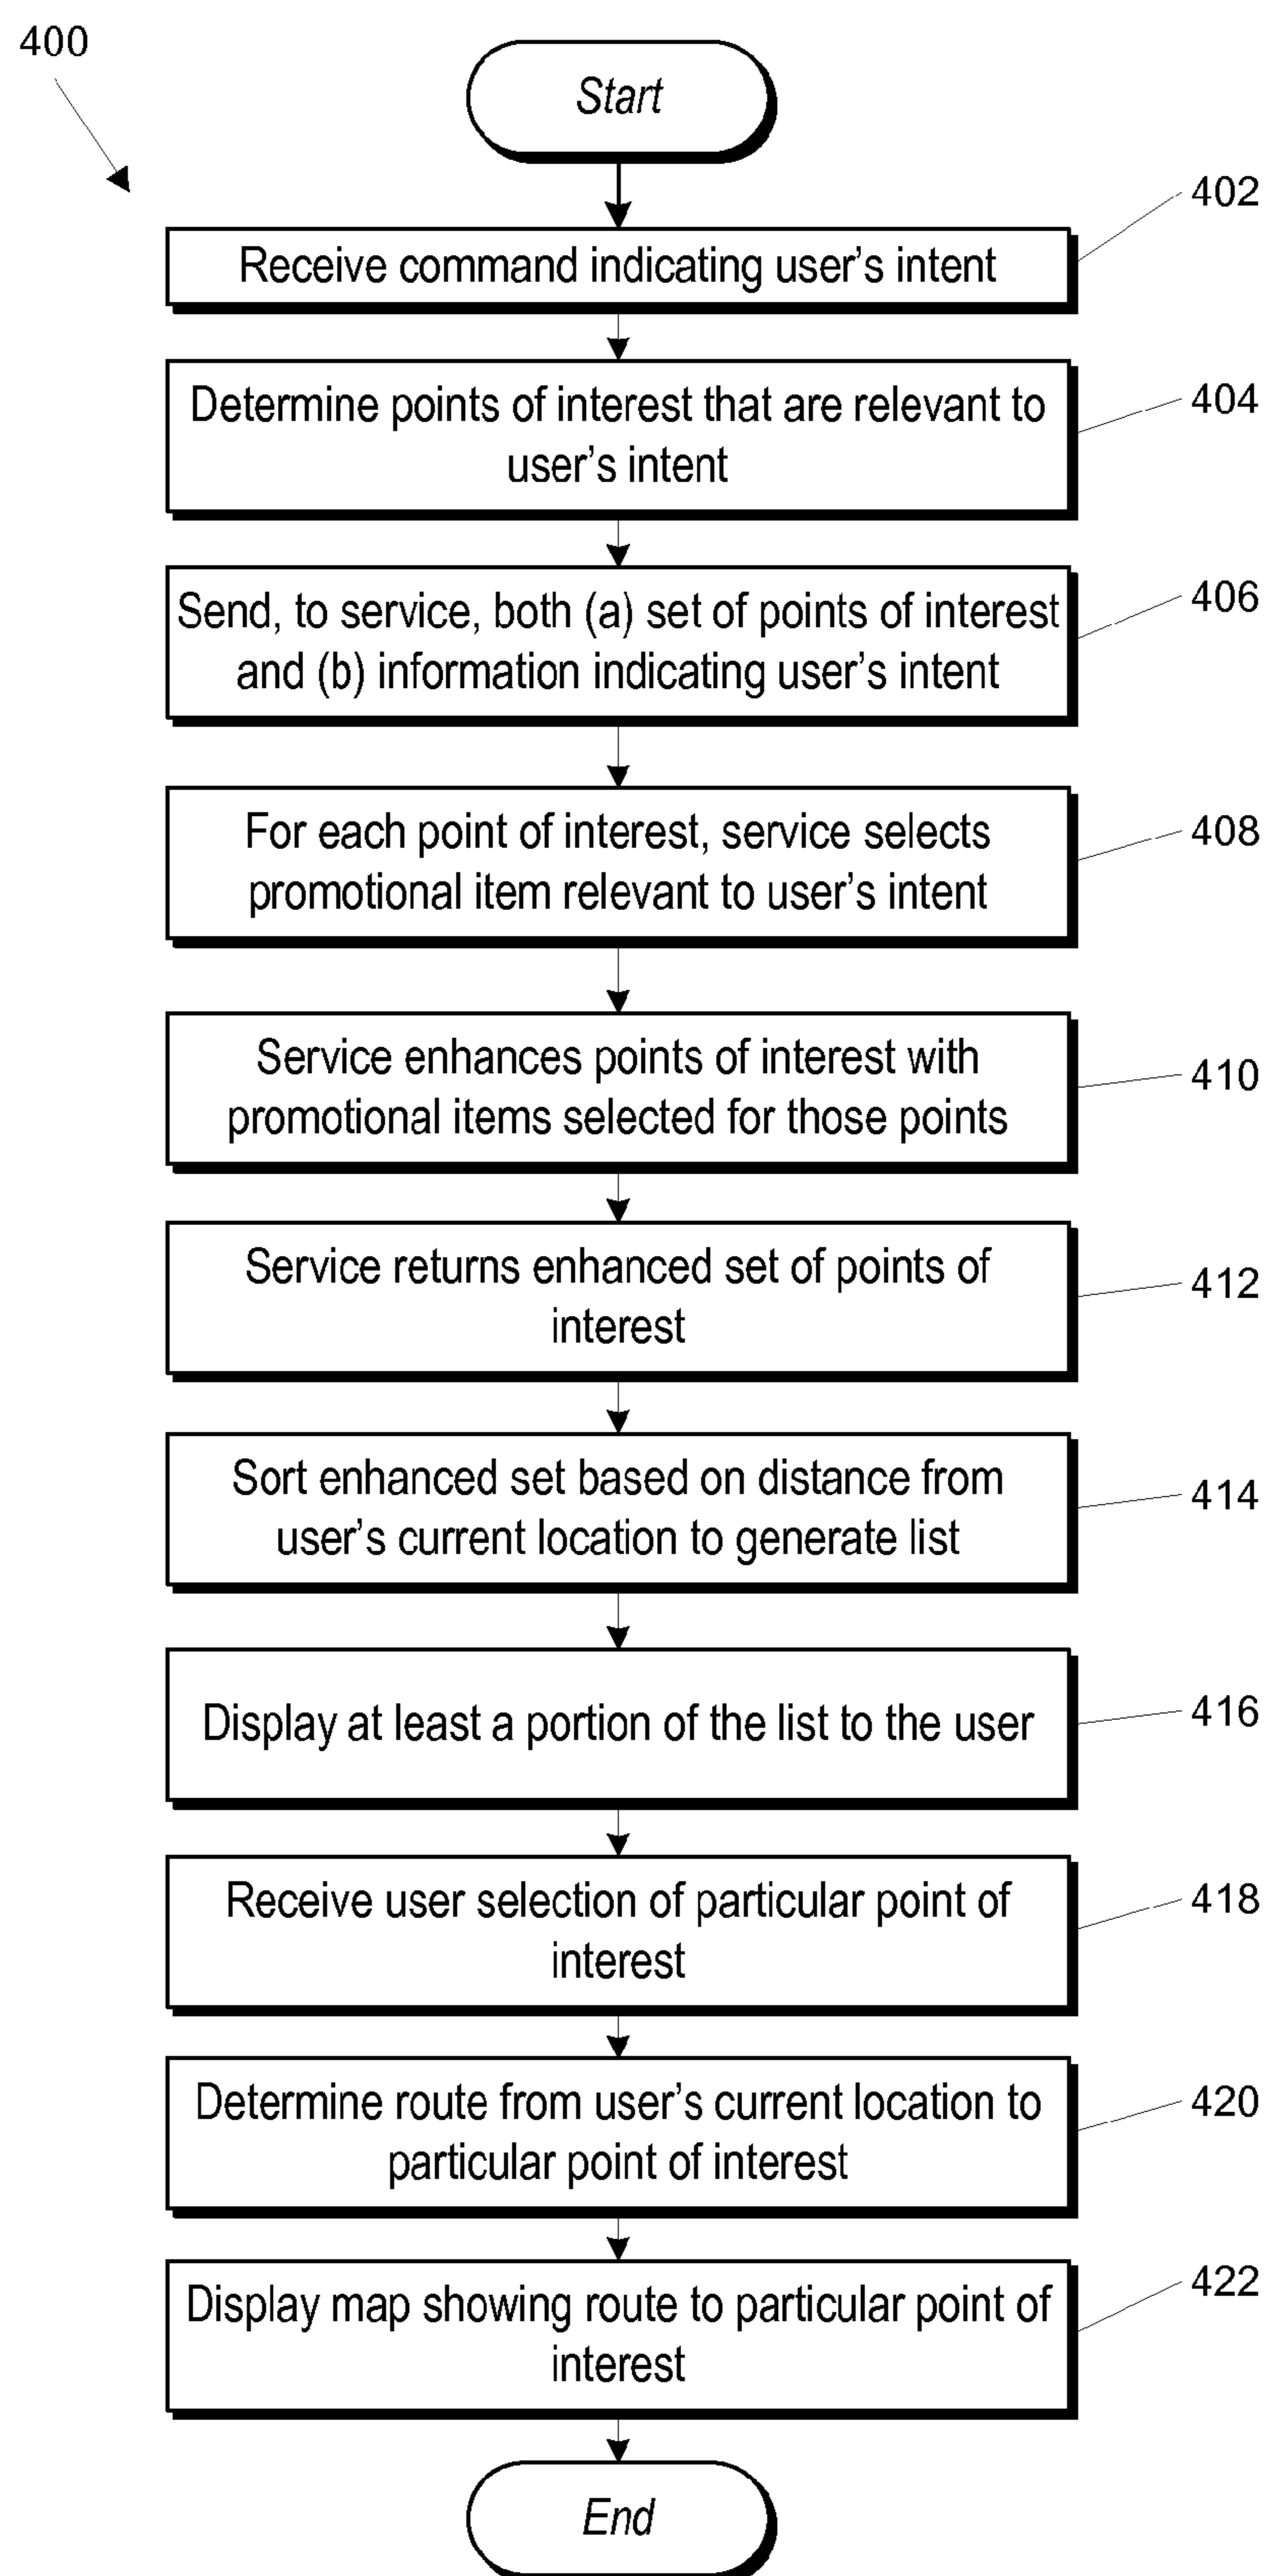 400
Start
402
Receive command indicating user's intent
404
Determine points of interest that are relevant to
user's intent
406
Send, to service, both (a) set of points of interest
and (b) information indicating user's intent
408
For each point of interest, service selects
promotional item relevant to user's intent
410
Service enhances points of interest with
promotional items selected for those points
412
Service returns enhanced set of points of
interest
414
Sort enhanced set based on distance from
user's current location to generate list
416
Display at least a portion of the list to the user
418
Receive user selection of particular point of
interest
420
Determine route from user's current location to
particular point of interest
422
Display map showing route to particular point of
interest
End